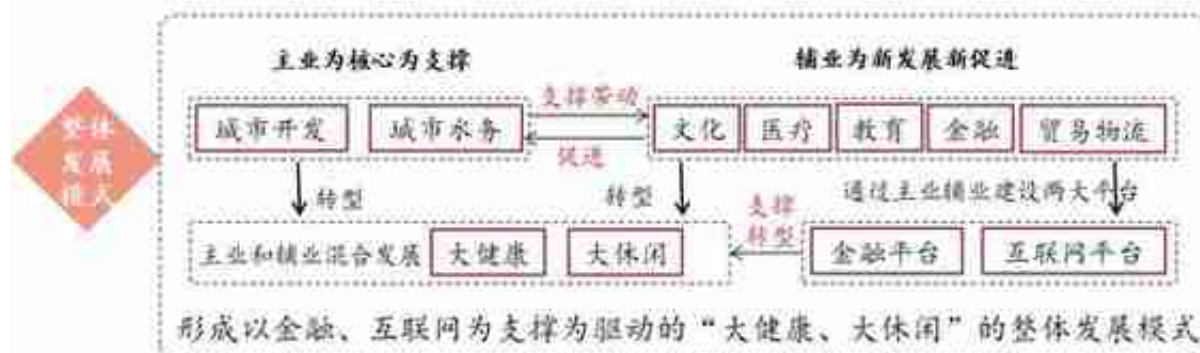 整体
发展
模式
主业为核心为支撑
辅业为新发展新促进
城市开发
城市水务
支撑带动
促进
文化
医疗
教育
金融
贸易物流
转型
转型
通过主业辅业建设两大平台
主业和辅业混合发展
大健康
大休闲
支撑
转型
金融平台
互联网平台
形成以金融、互联网为支撑为驱动的“大健康、大休闲”的整体发展模式